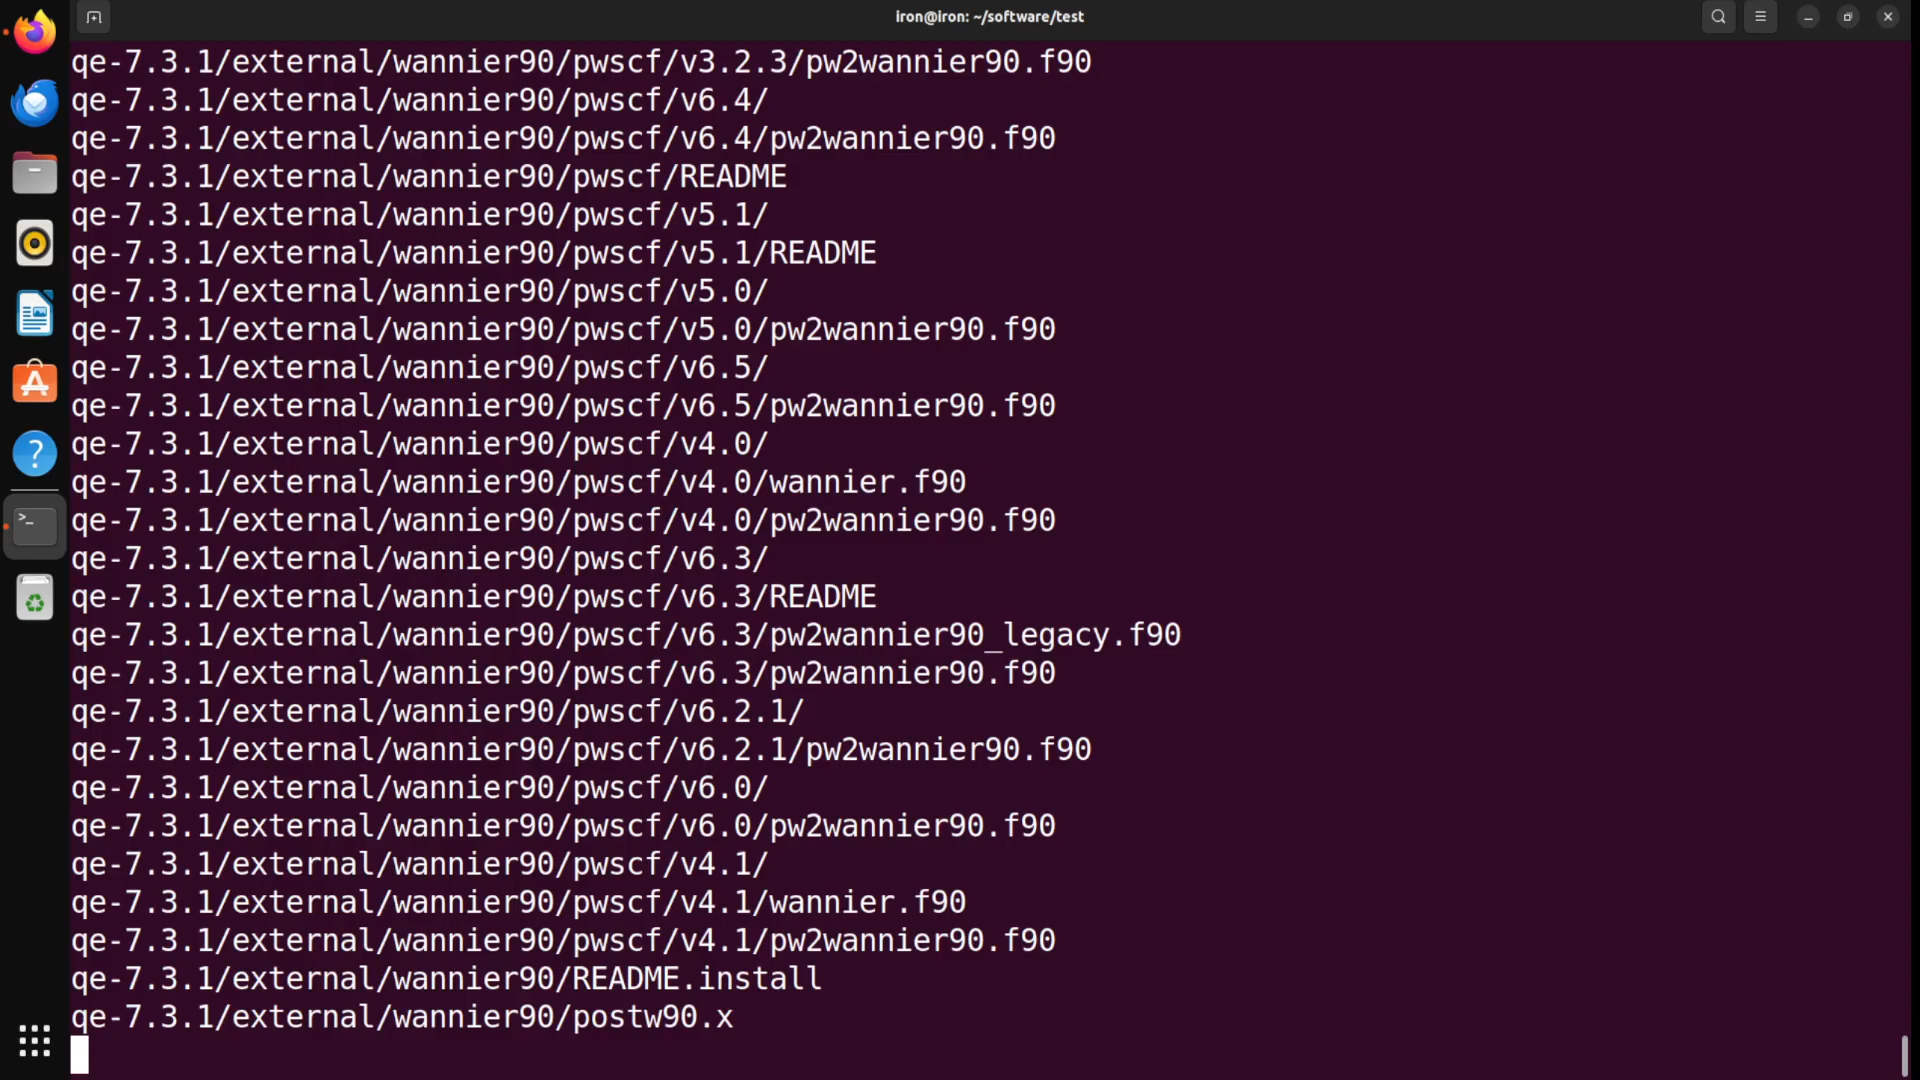 iron@iron: ~/software/test
qe-7.3.1/external/wannier90/pwscf/v3.2.3/pw2wannier90.f90
qe-7.3.1/external/wannier90/pwscf/v6.4/
qe-7.3.1/external/wannier90/pwscf/v6.4/pw2wannier90.f90
qe-7.3.1/external/wannier90/pwscf/README
qe-7.3.1/external/wannier90/pwscf/v5.1/
qe-7.3.1/external/wannier90/pwscf/v5.1/README
qe-7.3.1/external/wannier90/pwscf/v5.0/
qe-7.3.1/external/wannier90/pwscf/v5.0/pw2wannier90.f90
qe-7.3.1/external/wannier90/pwscf/v6.5/
qe-7.3.1/external/wannier90/pwscf/v6.5/pw2wannier90.f90
qe-7.3.1/external/wannier90/pwscf/v4.0/
qe-7.3.1/external/wannier90/pwscf/v4.0/wannier.f90
qe-7.3.1/external/wannier90/pwscf/v4.0/pw2wannier90.f90
qe-7.3.1/external/wannier90/pwscf/v6.3/
qe-7.3.1/external/wannier90/pwscf/v6.3/README
qe-7.3.1/external/wannier90/pwscf/v6.3/pw2wannier90_legacy.f90
qe-7.3.1/external/wannier90/pwscf/v6.3/pw2wannier90.f90
qe-7.3.1/external/wannier90/pwscf/v6.2.1/
qe-7.3.1/external/wannier90/pwscf/v6.2.1/pw2wannier90.f90
qe-7.3.1/external/wannier90/pwscf/v6.0/
qe-7.3.1/external/wannier90/pwscf/v6.0/pw2wannier90.f90
qe-7.3.1/external/wannier90/pwscf/v4.1/
qe-7.3.1/external/wannier90/pwscf/v4.1/wannier.f90
qe-7.3.1/external/wannier90/pwscf/v4.1/pw2wannier90.f90
qe-7.3.1/external/wannier90/README.install
qe-7.3.1/external/wannier90/postw90.x